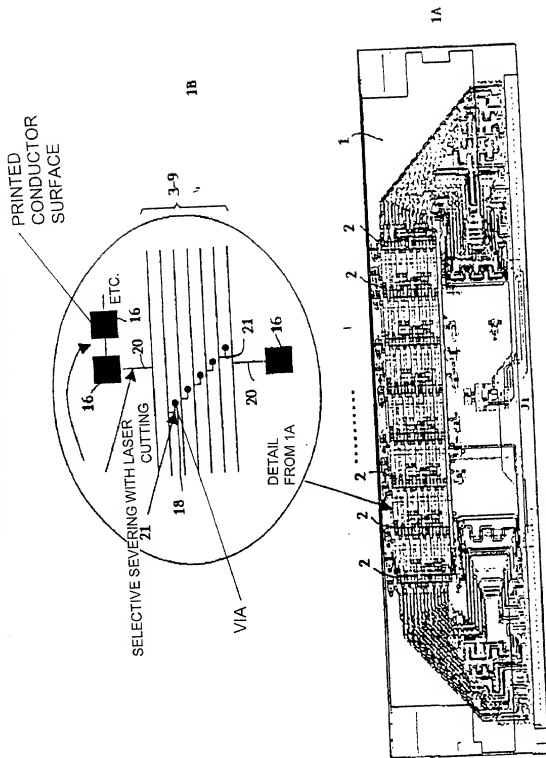 PRINTED
CONDUCTOR
SURFACE
1B
3-9
ETC.
16
16
20
SELECTIVE SEVERING WITH LASER
CUTTING
21
18
VIA
21
20
16
DETAIL
FROM 1A
1A
1
2
2
2
2
2
J1